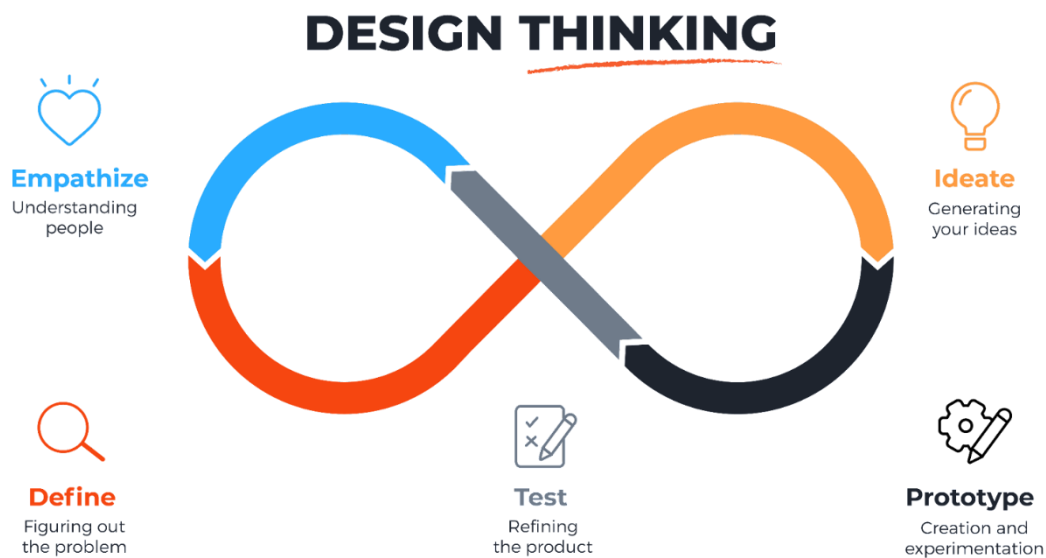 DESIGN THINKING
Empathize
Understanding
people
Ideate
Generating
your ideas
Define
Figuring out
the problem
Test
Refining
the product
Prototype
Creation and
experimentation